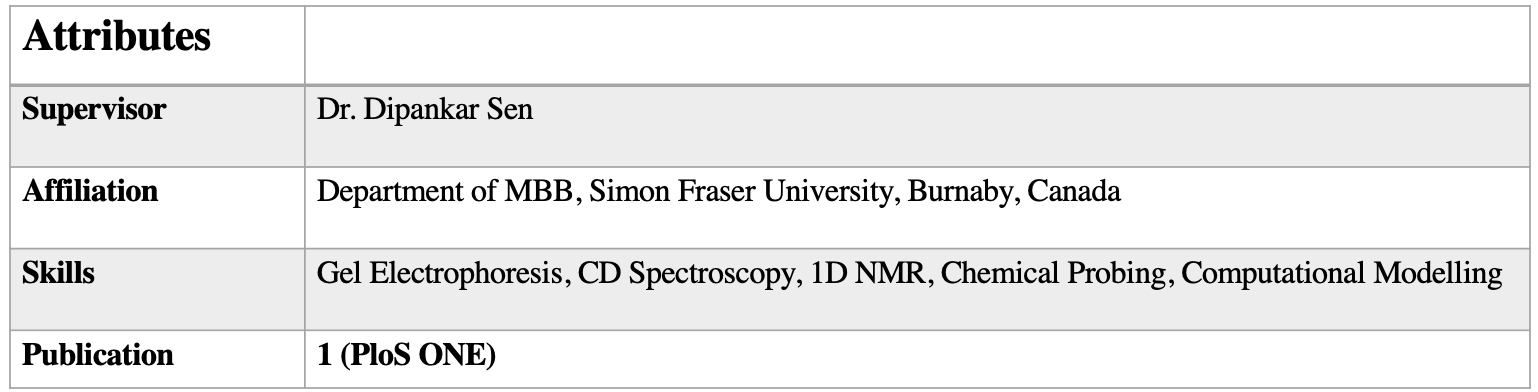 Attributes
Supervisor Dr. Dipankar Sen
Affiliation Department of MBB, Simon Fraser University, Burnaby, Canada
Skills Gel Electrophoresis, CD Spectroscopy, 1D NMR, Chemical Probing, Computational Modelling
Publication 1 (PloS ONE)